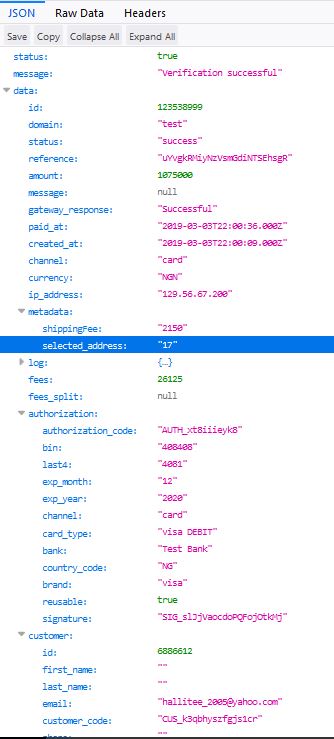 JSON Raw Data Headers
Save Copy Collapse All Expand All
status: true
message: "Verification successful"
data:
id: 123538999
domain: "test"
status: "success"
reference: "uYvgkRMiyNzVsmGdiNTSEhsgR"
amount: 1075000
message: null
gateway_response: "Successful"
paid_at: "2019-03-03T22:00:36.000Z"
created_at: "2019-03-03T22:00:09.000Z"
channel: "card"
currency: "NGN"
ip_address: "129.56.67.200"
metadata:
shippingFee: "2150"
selected_address: "17"
log: {…}
fees: 26125
fees_split: null
authorization:
authorization_code: "AUTH_xt8iiieyk8"
bin: "408408"
last4: "4081"
exp_month: "12"
exp_year: "2020"
channel: "card"
card_type: "visa DEBIT"
bank: "Test Bank"
country_code: "NG"
brand: "visa"
reusable: true
signature: "SIG_slJjVaocdoPQFojOtkMj"
customer:
id: 6886612
first_name: ""
last_name: ""
email: "hallitee_2005@yahoo.com"
customer_code: "CUS_k3qbhyszfgjs1cr"